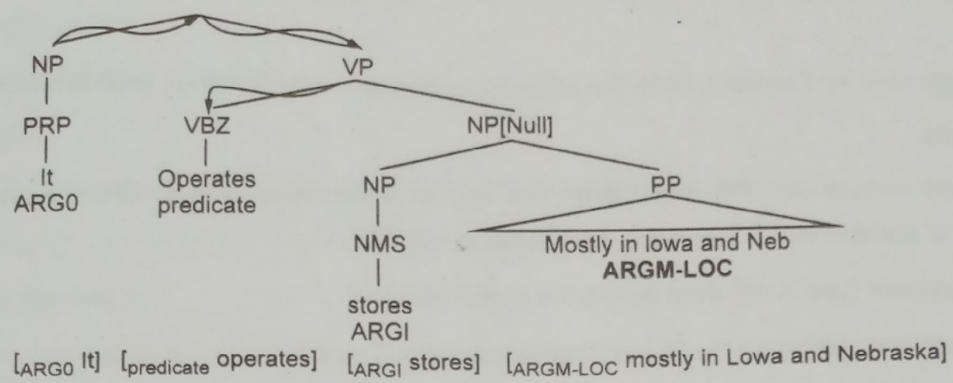 NP VP
PRP VBZ NP[Null]
It Operates NP PP
ARG0 predicate
NMS Mostly in Iowa and Neb
ARGM-LOC
stores
ARGI
[ARG0 It] [predicate operates] [ARGI stores] [ARGM-LOC mostly in Lowa and Nebraska]